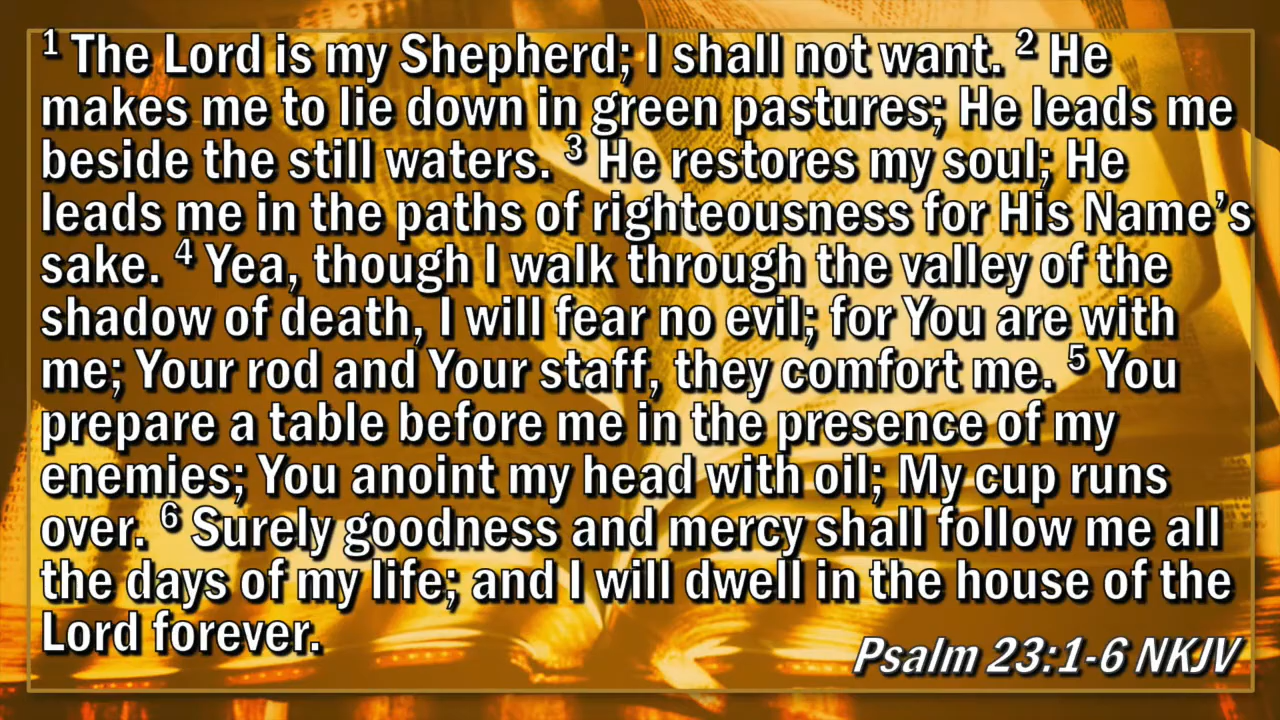 ¹ The Lord is my Shepherd; I shall not want. ² He
makes me to lie down in green pastures; He leads me
beside the still waters. ³ He restores my soul; He
leads me in the paths of righteousness for His Name’s
sake. ⁴ Yea, though I walk through the valley of the
shadow of death, I will fear no evil; for You are with
me; Your rod and Your staff, they comfort me. ⁵ You
prepare a table before me in the presence of my
enemies; You anoint my head with oil; My cup runs
over. ⁶ Surely goodness and mercy shall follow me all
the days of my life; and I will dwell in the house of the
Lord forever.
Psalm 23:1-6 NKJV